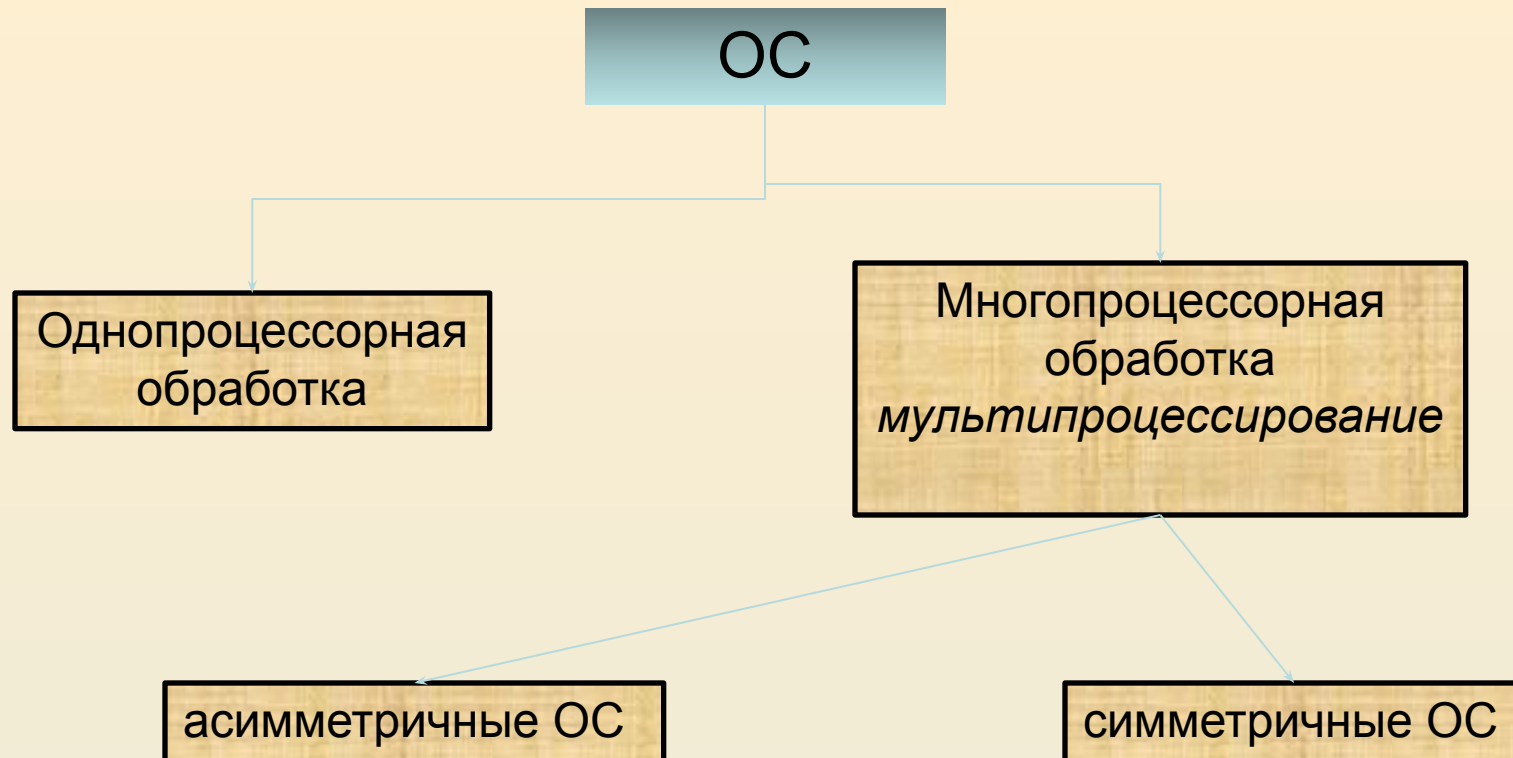 ОС
Однопроцессорная
обработка
Многопроцессорная
обработка
мультипроцессирование
асимметричные ОС
симметричные ОС